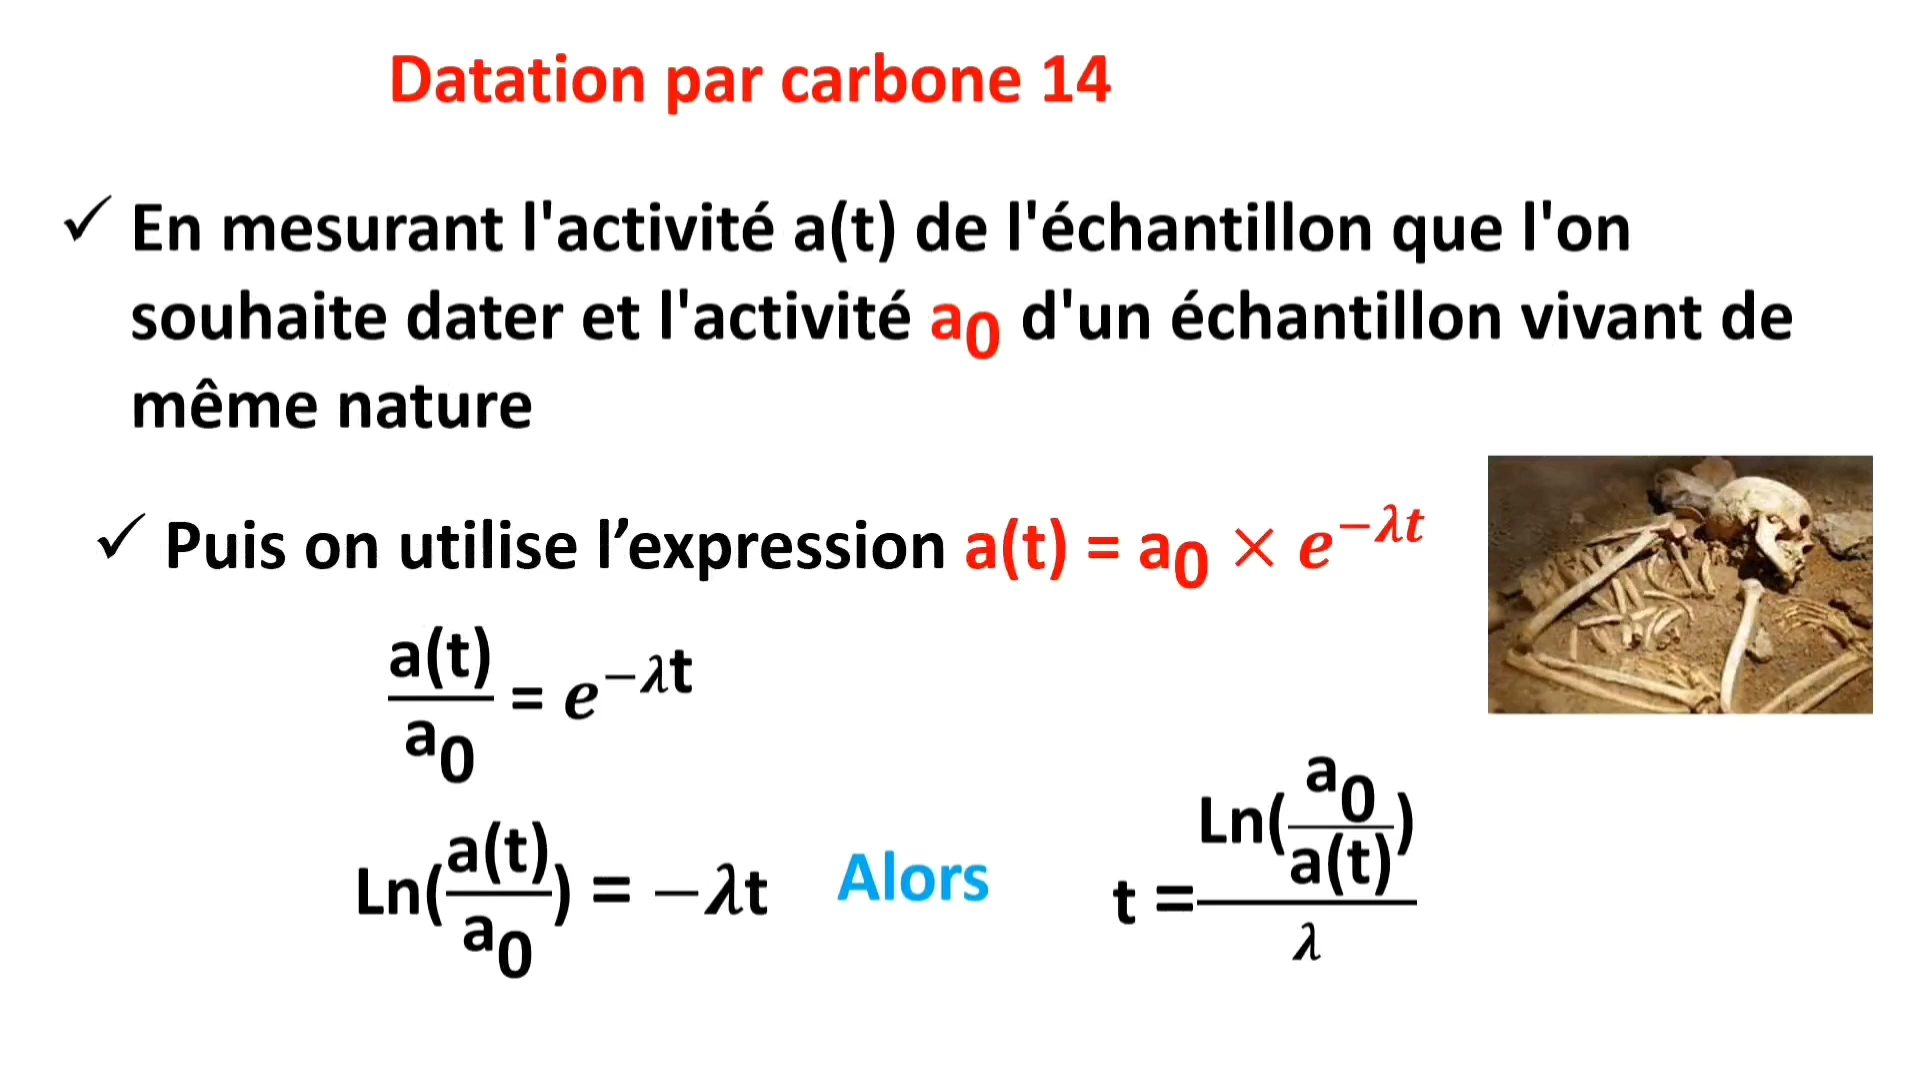 Datation par carbone 14
✓ En mesurant l'activité a(t) de l'échantillon que l'on
souhaite dater et l'activité a₀ d'un échantillon vivant de
même nature
✓ Puis on utilise l’expression a(t) = a₀ × e^{−λt}
a(t)/a₀ = e^{−λt}
Ln(a(t)/a₀) = −λt Alors t = Ln(a₀/a(t))/λ